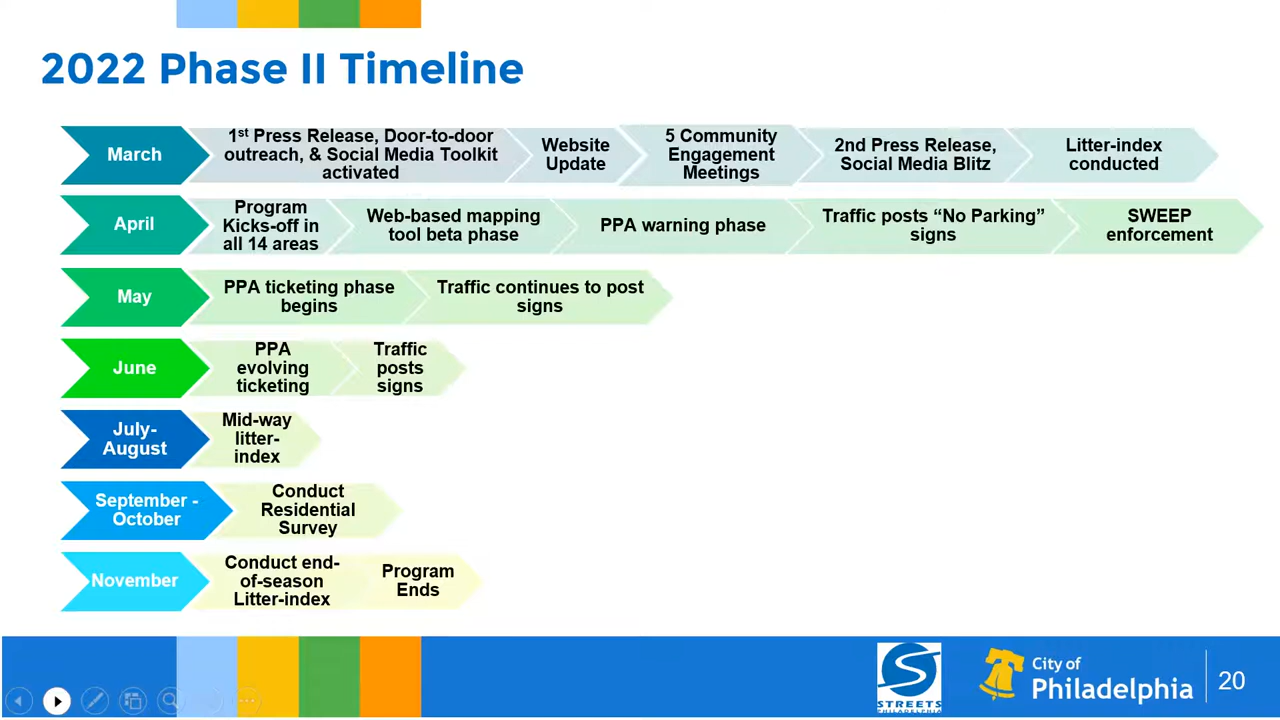 2022 Phase II Timeline
March
1st Press Release, Door-to-door
outreach, & Social Media Toolkit
activated
Website
Update
5 Community
Engagement
Meetings
2nd Press Release,
Social Media Blitz
Litter-index
conducted
April
Program
Kicks-off in
all 14 areas
Web-based mapping
tool beta phase
PPA warning phase
Traffic posts “No Parking”
signs
SWEEP
enforcement
May
PPA ticketing phase
begins
Traffic continues to post
signs
June
PPA
evolving
ticketing
Traffic
posts
signs
July-
August
Mid-way
litter-
index
September -
October
Conduct
Residential
Survey
November
Conduct end-
of-season
Litter-index
Program
Ends
STREETS
PHILADELPHIA
City of
Philadelphia
20